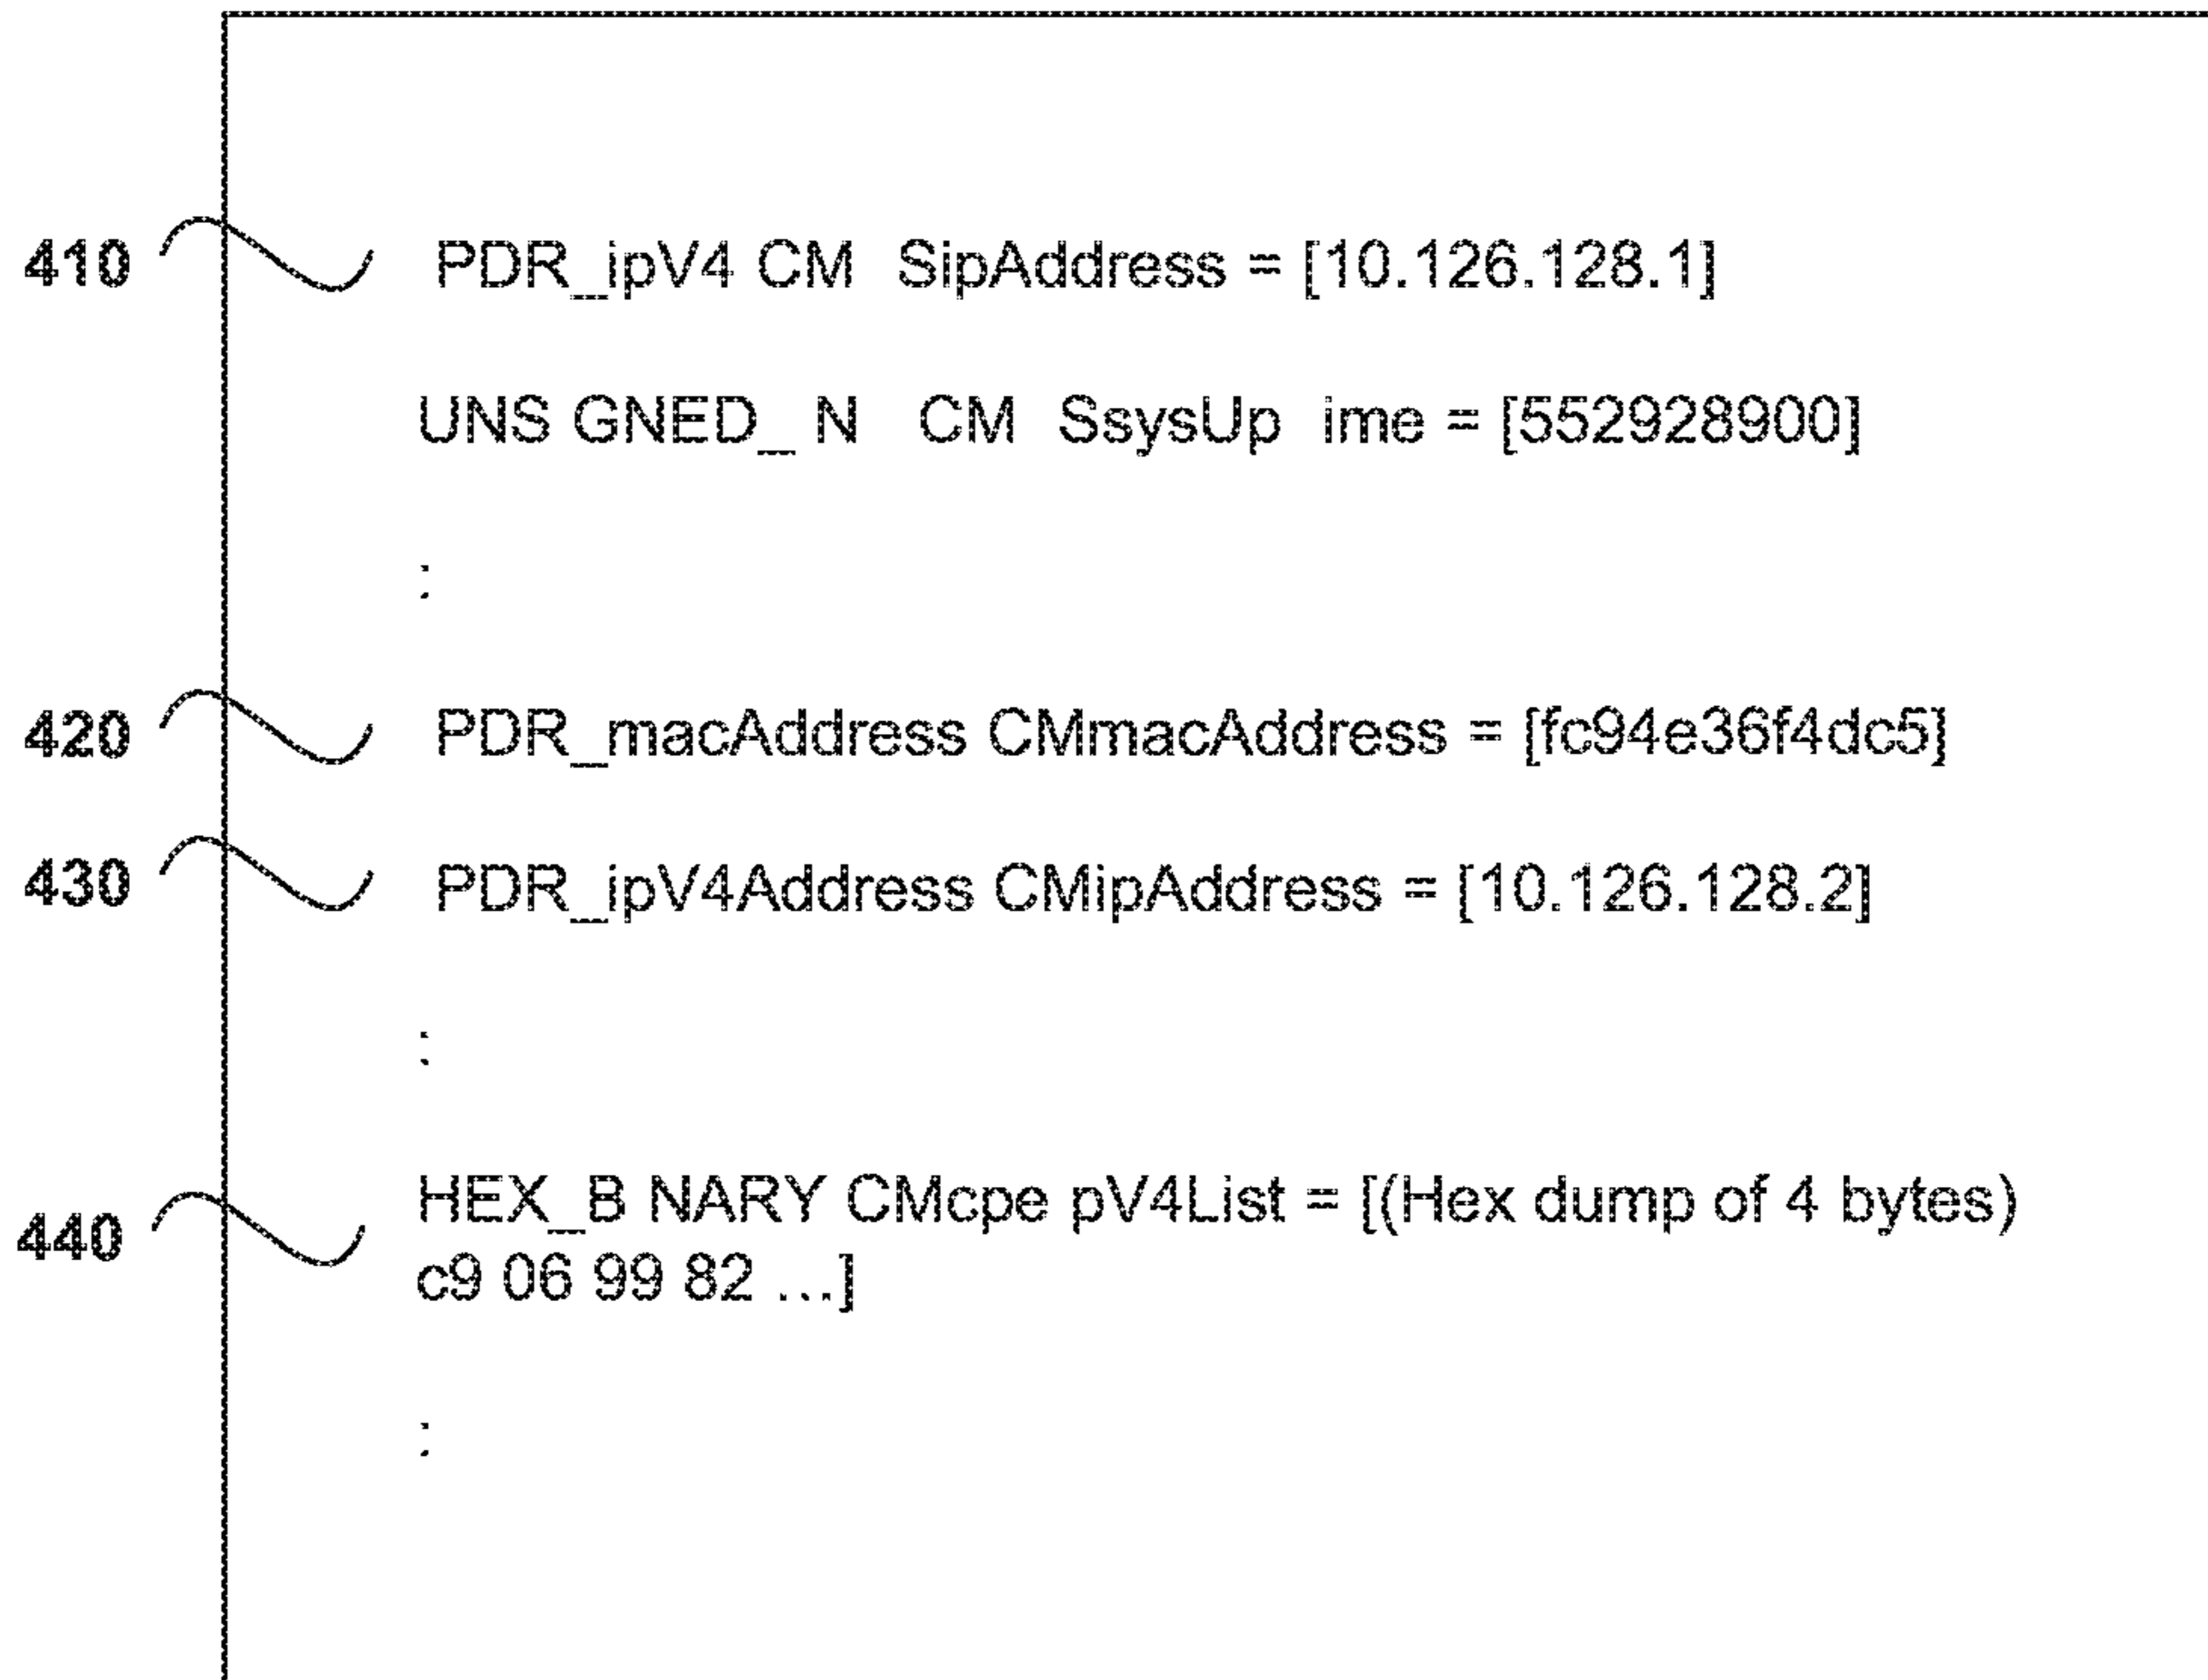 410 PDR_ipV4 CM  SipAddress = [10.126.128.1]
UNS GNED_ N   CM  SsysUp  ime = [552928900]
:
420 PDR_macAddress CMmacAddress = [fc94e36f4dc5]
430 PDR_ipV4Address CMipAddress = [10.126.128.2]
:
440 HEX_B NARY CMcpe pV4List = [(Hex dump of 4 bytes)
c9 06 99 82 ...]
: